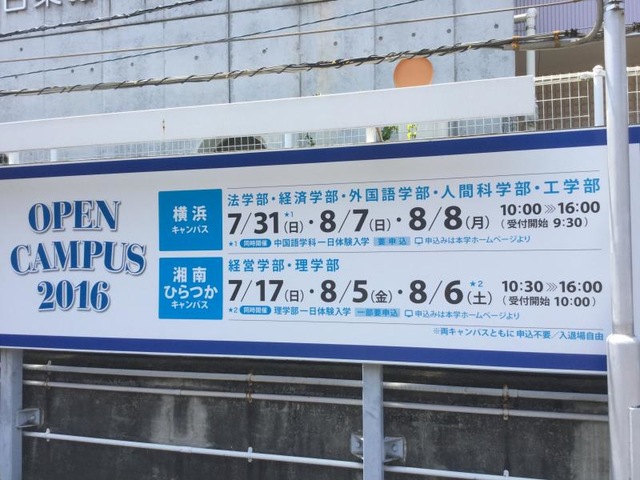 OPEN
CAMPUS
2016
横浜
キャンパス
法学部・経済学部・外国語学部・人間科学部・工学部
7/31(日)★1・8/7(日)・8/8(月) 10:00≫16:00
(受付開始 9:30)
★1 同時開催 中国語学科一日体験入学 要申込 申込みは本学ホームページより
湘南
ひらつか
キャンパス
経営学部・理学部
7/17(日)・8/5(金)・8/6(土)★2 10:30≫16:00
(受付開始 10:00)
★2 同時開催 理学部一日体験入学 一部要申込 申込みは本学ホームページより
※両キャンパスともに 申込不要/入退場自由